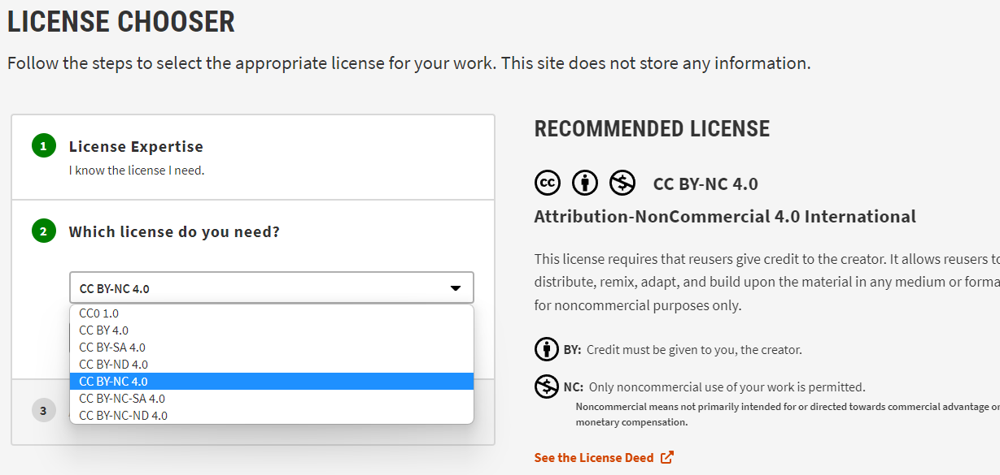 LICENSE CHOOSER
Follow the steps to select the appropriate license for your work. This site does not store any information.
1 License Expertise
I know the license I need.
2 Which license do you need?
CC BY-NC 4.0
CC0 1.0
CC BY 4.0
CC BY-SA 4.0
CC BY-ND 4.0
CC BY-NC 4.0
CC BY-NC-SA 4.0
CC BY-NC-ND 4.0
3
RECOMMENDED LICENSE
cc CC BY-NC 4.0
Attribution-NonCommercial 4.0 International
This license requires that reusers give credit to the creator. It allows reusers
distribute, remix, adapt, and build upon the material in any medium or
for noncommercial purposes only.
BY: Credit must be given to you, the creator.
NC: Only noncommercial use of your work is permitted.
Noncommercial means not primarily intended for or directed towards commercial advantage or
monetary compensation.
See the License Deed